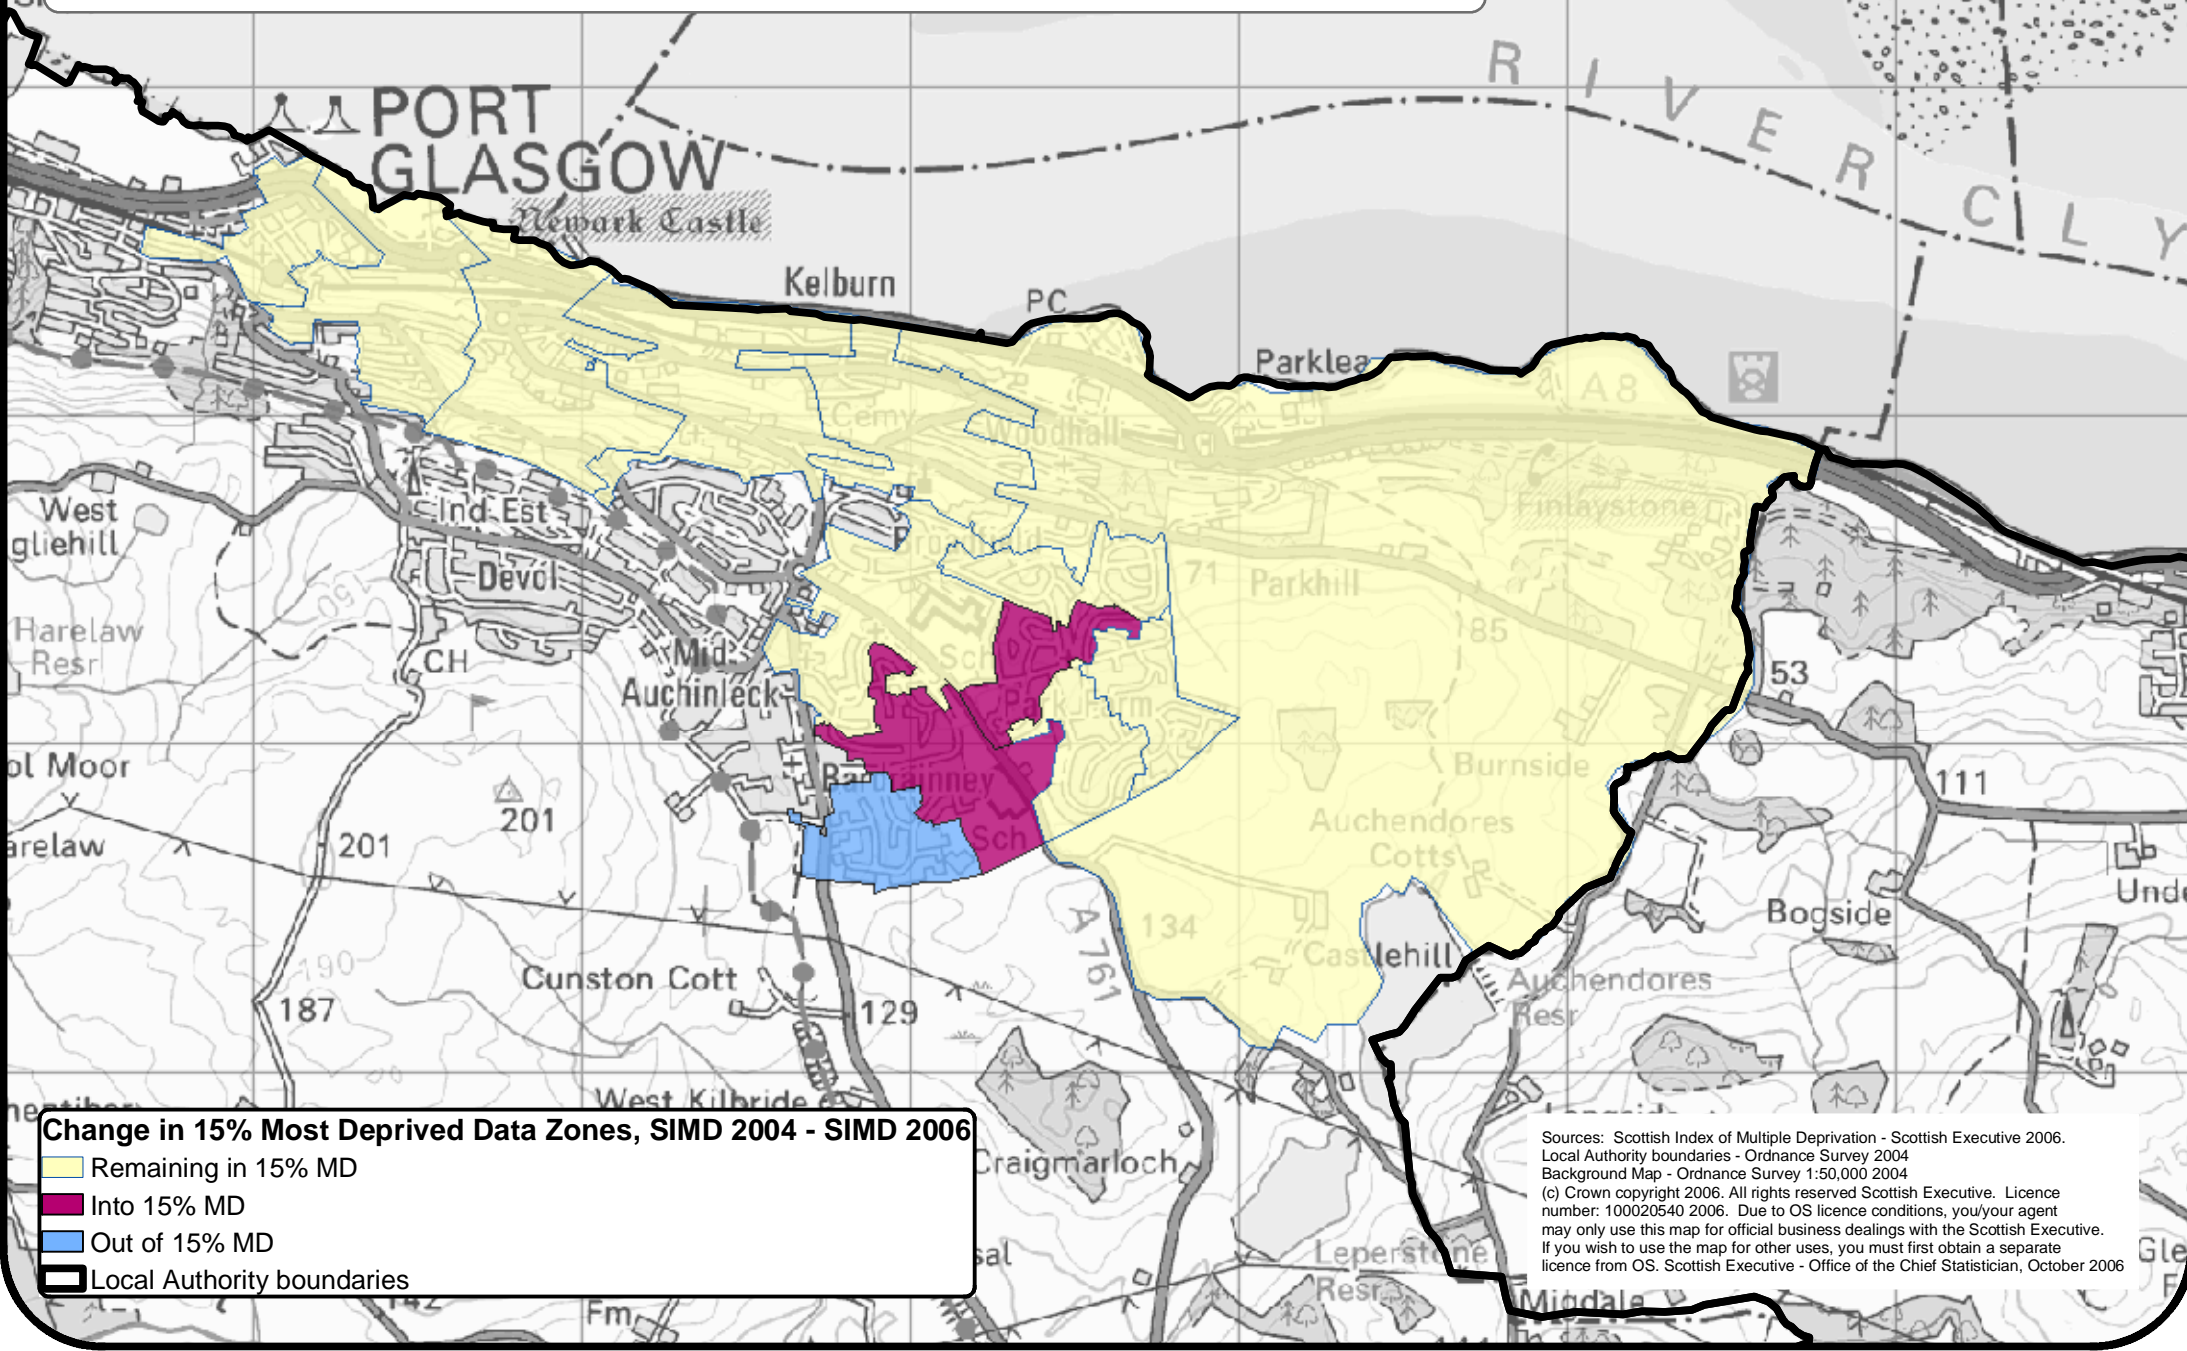 PORT
GLASGOW
Newark Castle
RIVER CLY
Kelburn
PC
Parklea
A 8
Cemy
Woodhall
Finlaystone
West
gliehill
Ind Est
Devol
71
Parkhill
85
Harelaw
Resr
CH
Mid
Auchinleck
Sch
Park Farm
53
ol Moor
201
201
arelaw
Burnside
111
Auchendores
Cotts
Sch
Bogside
Unde
A 761
134
Castlehill
Auchendores
Resr
190
187
Cunston Cott
129
West Kilbride
Craigmarloch
Leperstone
Resr
Migdale
Fm
142
Gle
F
Change in 15% Most Deprived Data Zones, SIMD 2004 - SIMD 2006
Remaining in 15% MD
Into 15% MD
Out of 15% MD
Local Authority boundaries
Sources: Scottish Index of Multiple Deprivation - Scottish Executive 2006.
Local Authority boundaries - Ordnance Survey 2004
Background Map - Ordnance Survey 1:50,000 2004
(c) Crown copyright 2006. All rights reserved Scottish Executive. Licence
number: 100020540 2006. Due to OS licence conditions, you/your agent
may only use this map for official business dealings with the Scottish Executive.
If you wish to use the map for other uses, you must first obtain a separate
licence from OS. Scottish Executive - Office of the Chief Statistician, October 2006